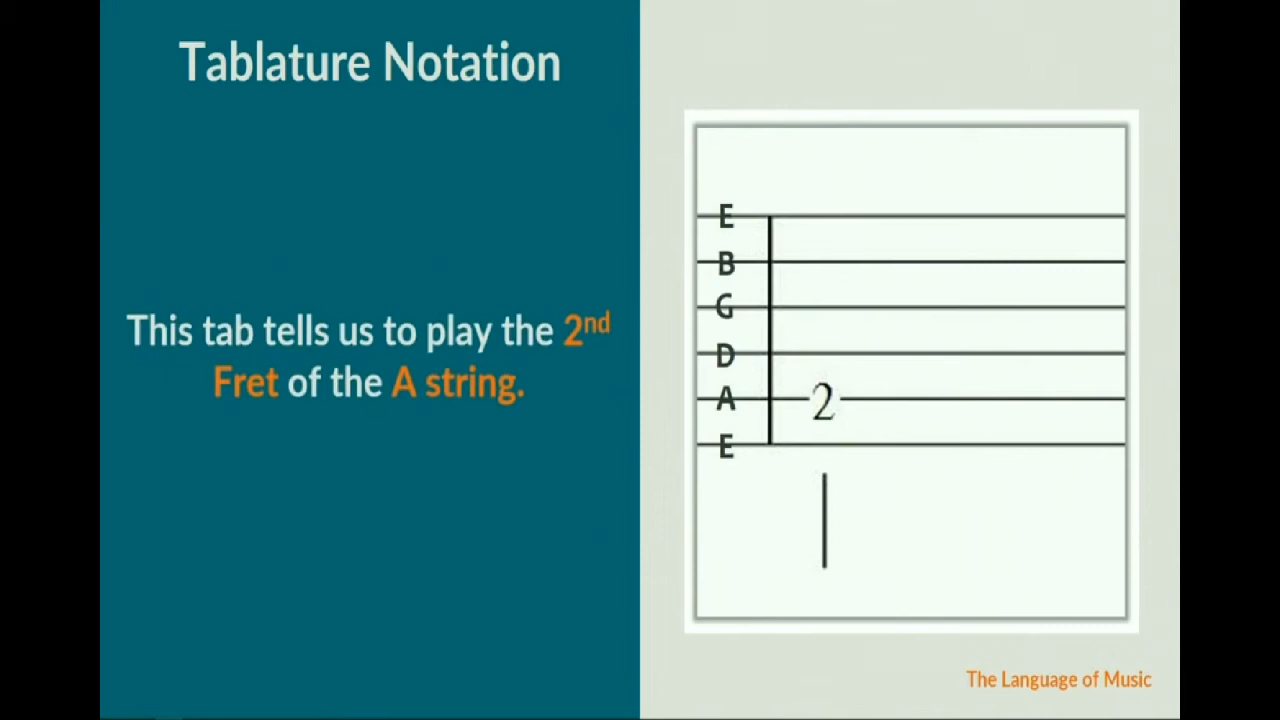 Tablature Notation
This tab tells us to play the 2nd
Fret of the A string.
E
B
G
D
A 2
E
The Language of Music